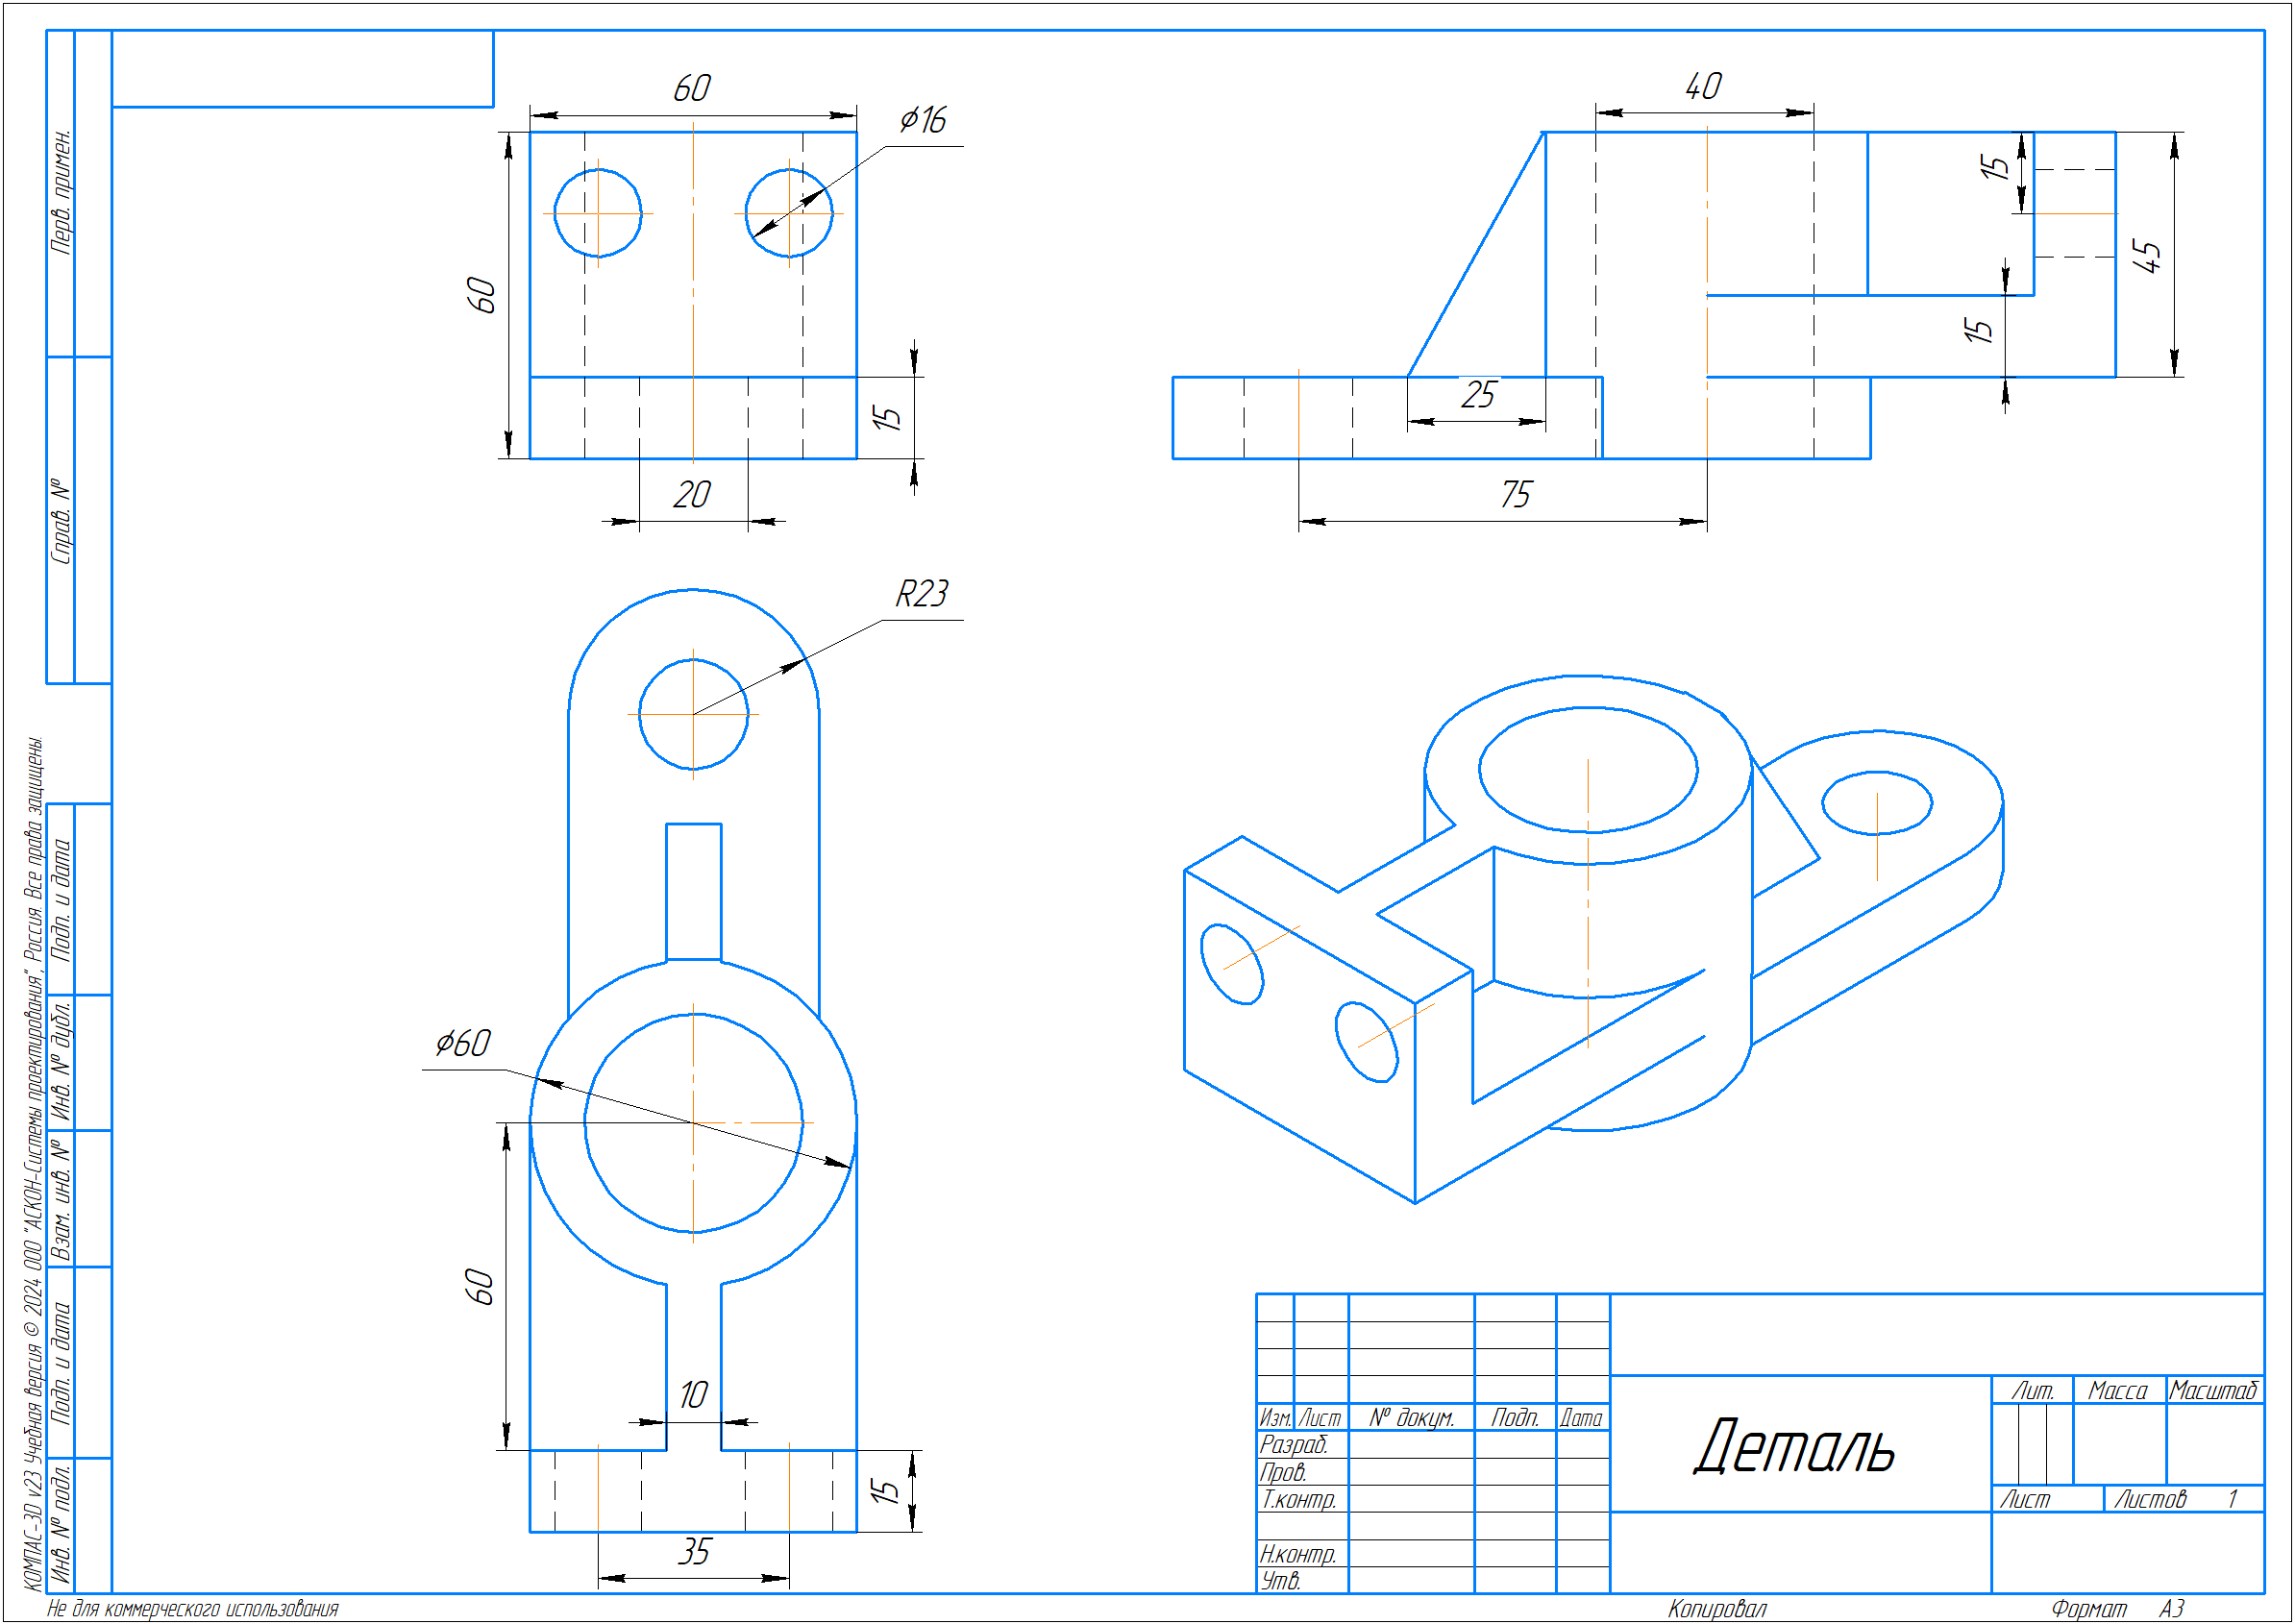 60
⌀16
60
15
20
40
15
45
15
25
75
R23
⌀60
60
10
15
35
Перв. примен.
Справ. №
Подп. и дата
Инв. № дубл.
Взам. инв. №
Подп. и дата
Инв. № подл.
КОМПАС-3D v23 Учебная версия © 2024 ООО "АСКОН-Системы проектирования", Россия. Все права защищены.
Лит. Масса Масштаб
Изм. Лист № докум. Подп. Дата
Разраб.
Пров.
Т.контр.
Н.контр.
Утв.
Деталь
Лист Листов 1
Не для коммерческого использования
Копировал
Формат А3